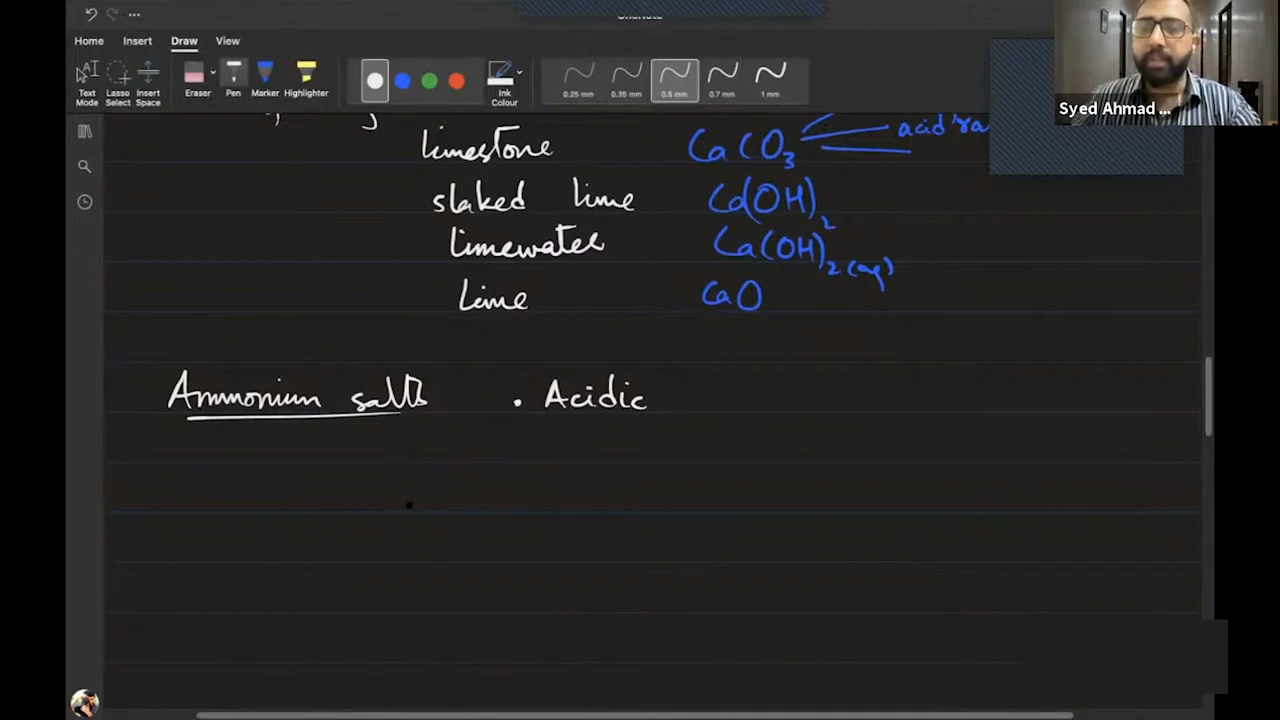 Home Insert Draw View
Text Mode Lasso Select Insert Space Eraser Pen Marker Highlighter Ink Colour 0.25 mm 0.35 mm 0.5 mm 0.7 mm 1 mm
Syed Ahmad ...
limestone CaCO₃ acid
slaked lime Ca(OH)₂
limewater Ca(OH)₂(aq)
Lime CaO
Ammonium salts . Acidic